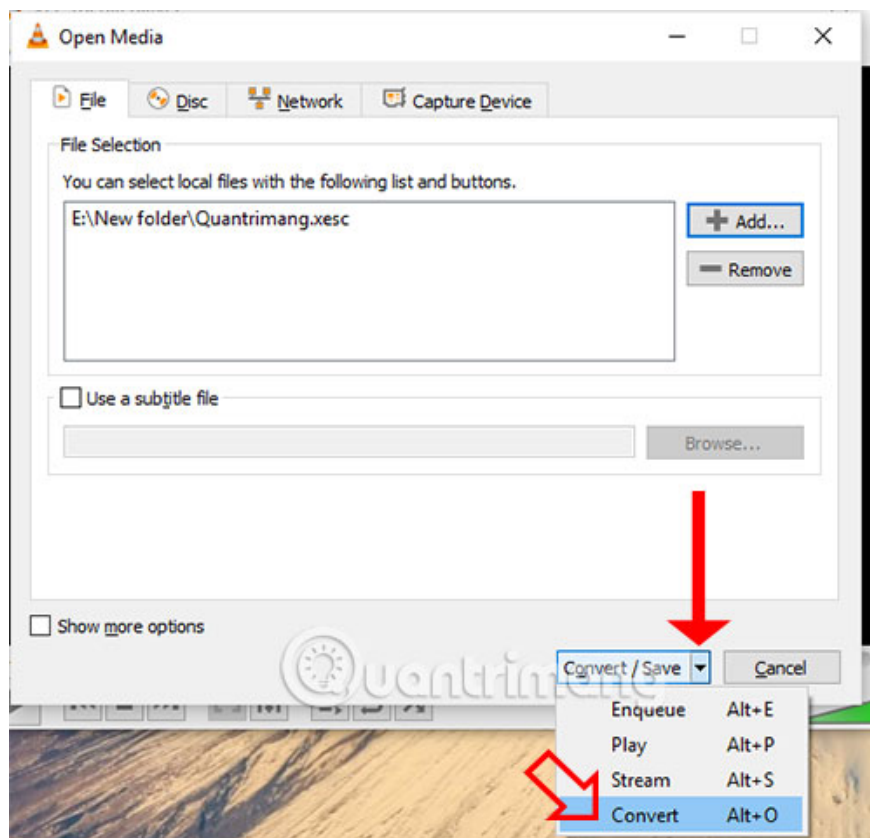 Open Media
File Disc Network Capture Device
File Selection
You can select local files with the following list and buttons.
E:\New folder\Quantrimang.xesc
Add...
Remove
Use a subtitle file
Browse...
Show more options
Quantrimang
Convert / Save Cancel
Enqueue Alt+E
Play Alt+P
Stream Alt+S
Convert Alt+O